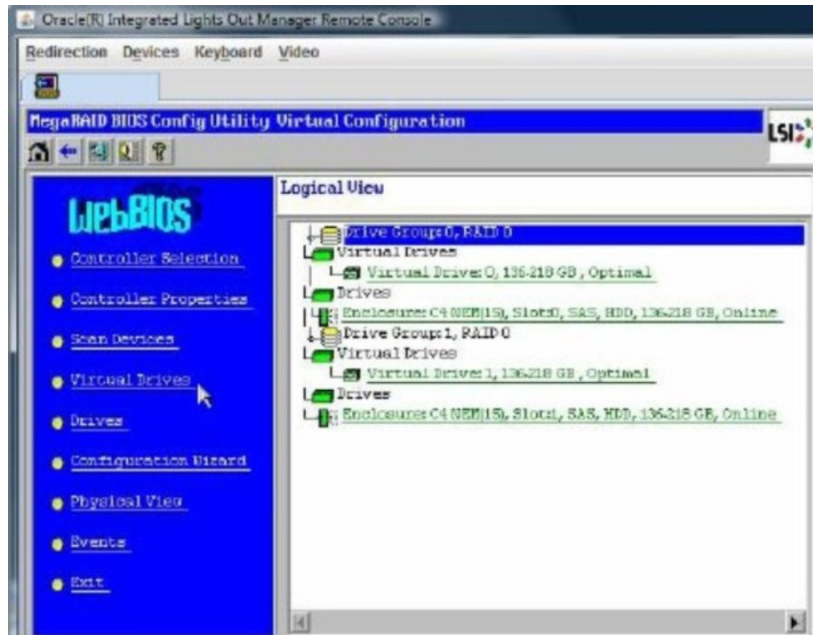 Oracle(R) Integrated Lights Out Manager Remote Console
Redirection Devices Keyboard Video
MegaRAID BIOS Config Utility Virtual Configuration
LSI
WebBIOS
Controller Selection
Controller Properties
Scan Devices
Virtual Drives
Drives
Configuration Wizard
Physical View
Events
Exit
Logical View
Drive Group:0, RAID 0
Virtual Drives
Virtual Drive:0, 136.218 GB, Optimal
Drives
Enclosure: C4 NEM(15), Slot:0, SAS, HDD, 136.218 GB, Online
Drive Group:1, RAID 0
Virtual Drives
Virtual Drive:1, 136.218 GB, Optimal
Drives
Enclosure: C4 NEM(15), Slot:1, SAS, HDD, 136.218 GB, Online